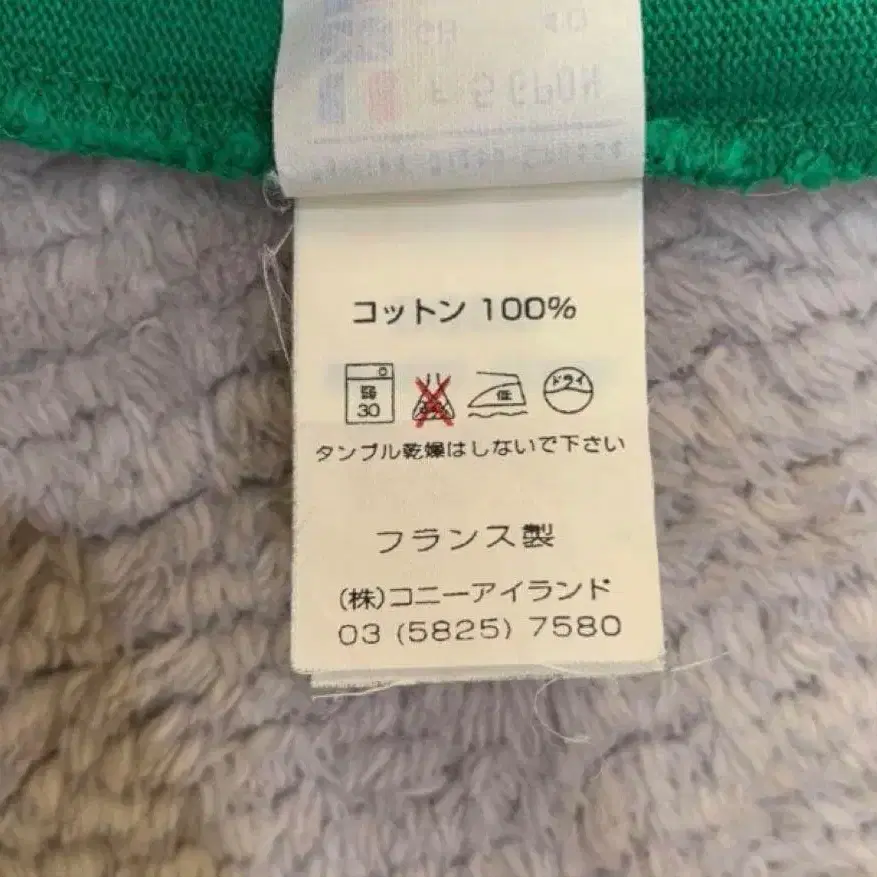 コットン 100%
弱
30
低
ドライ
タンブル乾燥はしないで下さい
フランス製
(株)コニーアイランド
03 (5825) 7580